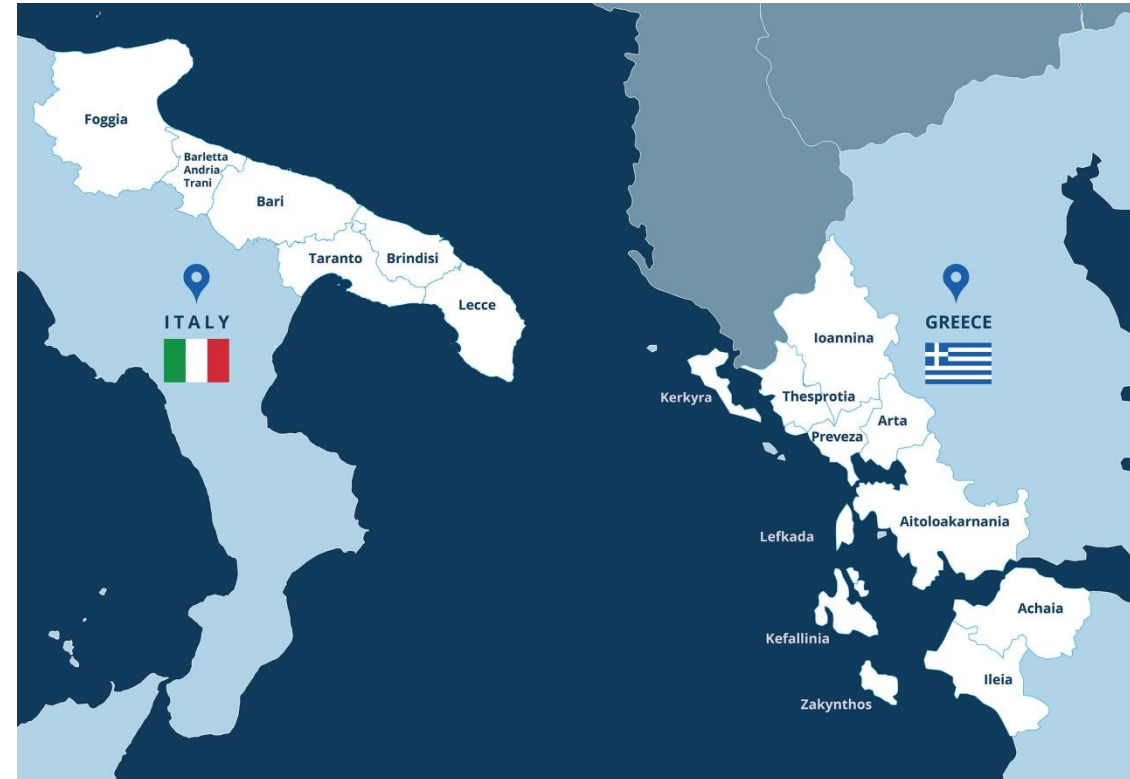 Foggia
Barletta
Andria
Trani
Bari
Taranto
Brindisi
Lecce
ITALY
GREECE
Ioannina
Kerkyra
Thesprotia
Arta
Preveza
Lefkada
Aitoloakarnania
Kefallinia
Achaia
Ileia
Zakynthos